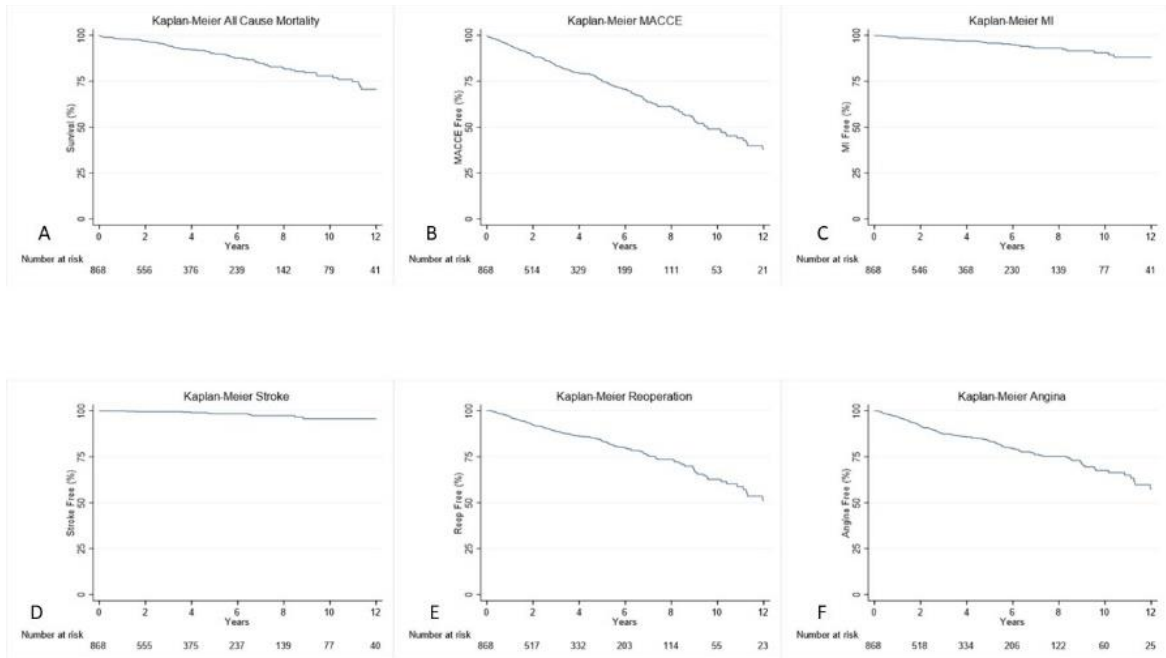 Kaplan-Meier All Cause Mortality
Survival (%)
100
75
50
25
0
0 2 4 6 8 10 12
Years
A
Number at risk
868 556 376 239 142 79 41
Kaplan-Meier MACCE
MACCE Free (%)
100
75
50
25
0
0 2 4 6 8 10 12
Years
B
Number at risk
868 514 329 199 111 53 21
Kaplan-Meier MI
MI Free (%)
100
75
50
25
0
0 2 4 6 8 10 12
Years
C
Number at risk
868 546 368 230 139 77 41
Kaplan-Meier Stroke
Stroke Free (%)
100
75
50
25
0
0 2 4 6 8 10 12
Years
D
Number at risk
868 555 375 237 139 77 40
Kaplan-Meier Reoperation
Reop Free (%)
100
75
50
25
0
0 2 4 6 8 10 12
Years
E
Number at risk
868 517 332 203 114 55 23
Kaplan-Meier Angina
Angina Free (%)
100
75
50
25
0
0 2 4 6 8 10 12
Years
F
Number at risk
868 518 334 206 122 60 25